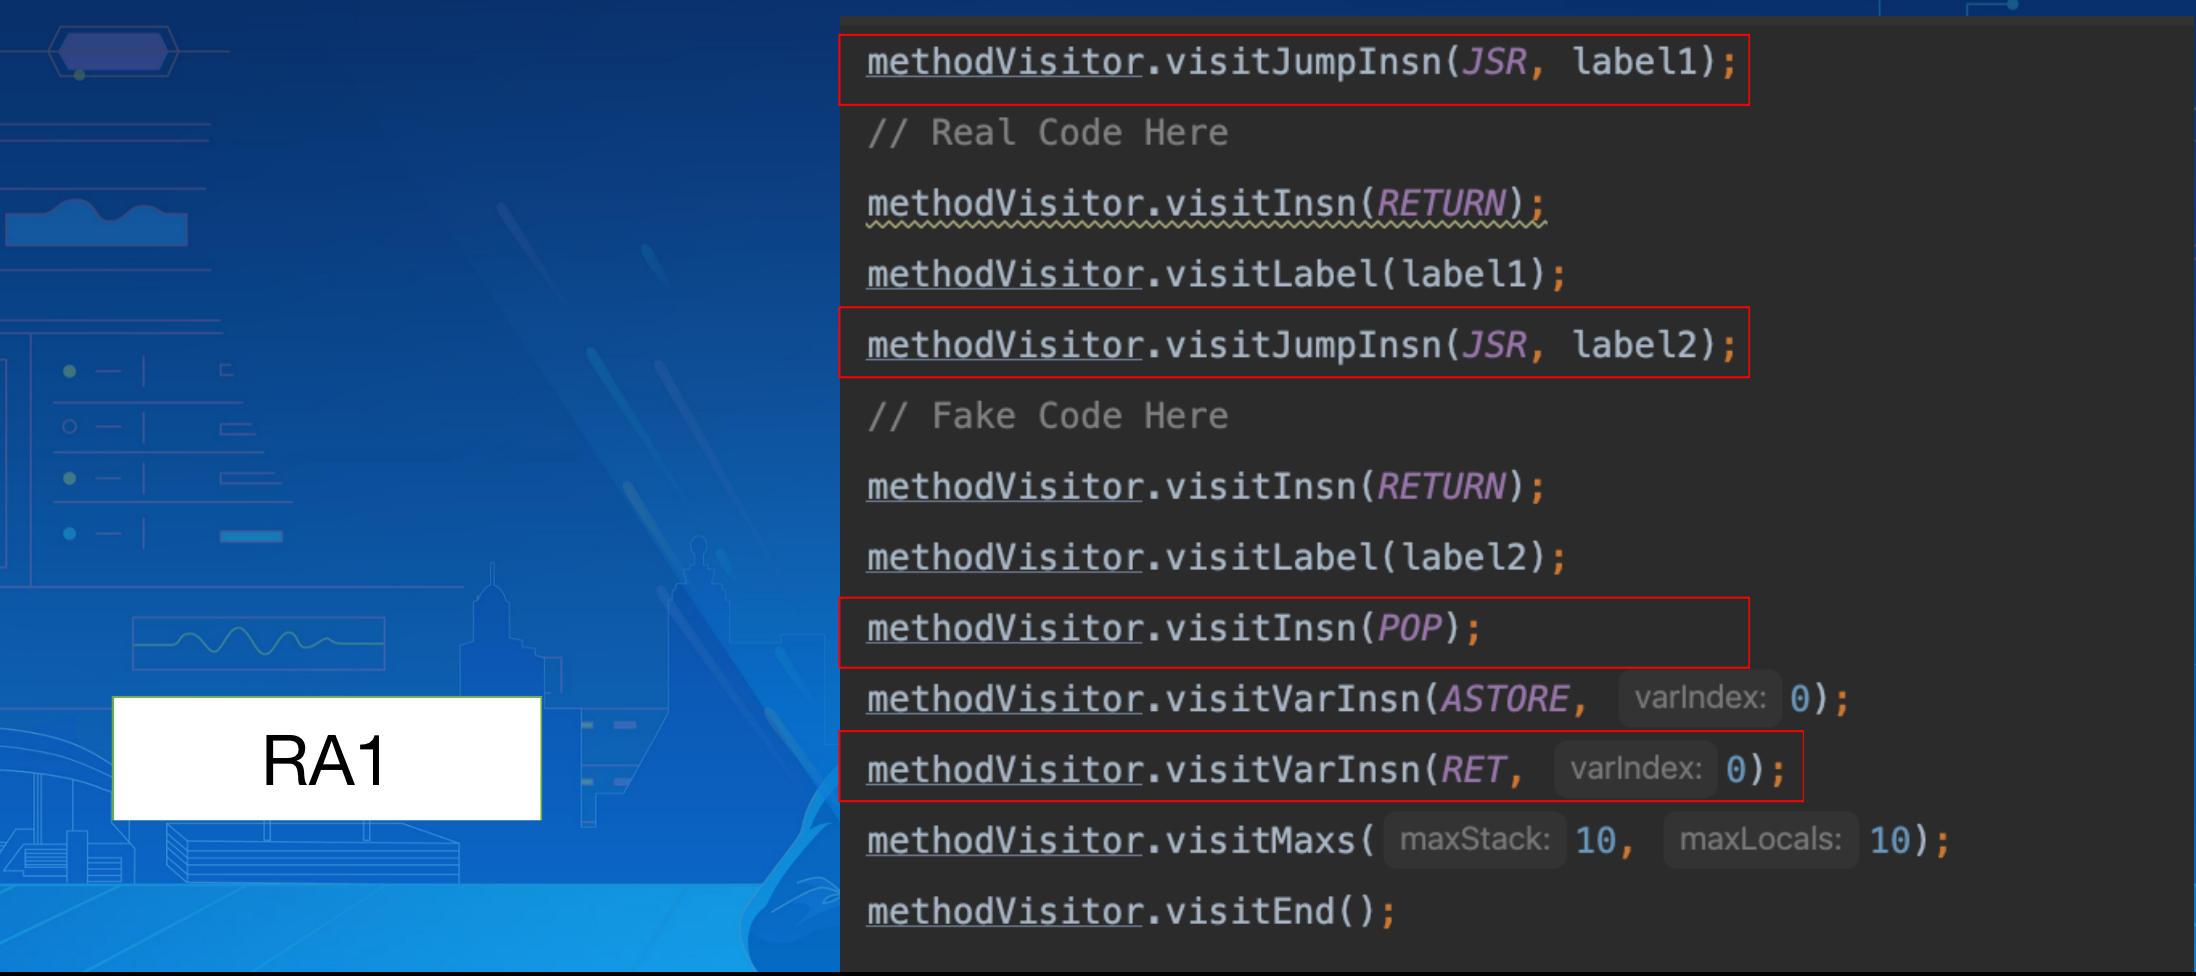 methodVisitor.visitJumpInsn(JSR, label1);
// Real Code Here
methodVisitor.visitInsn(RETURN);
methodVisitor.visitLabel(label1);
methodVisitor.visitJumpInsn(JSR, label2);
// Fake Code Here
methodVisitor.visitInsn(RETURN);
methodVisitor.visitLabel(label2);
methodVisitor.visitInsn(POP);
methodVisitor.visitVarInsn(ASTORE, varIndex: 0);
methodVisitor.visitVarInsn(RET, varIndex: 0);
methodVisitor.visitMaxs( maxStack: 10, maxLocals: 10);
methodVisitor.visitEnd();
RA1